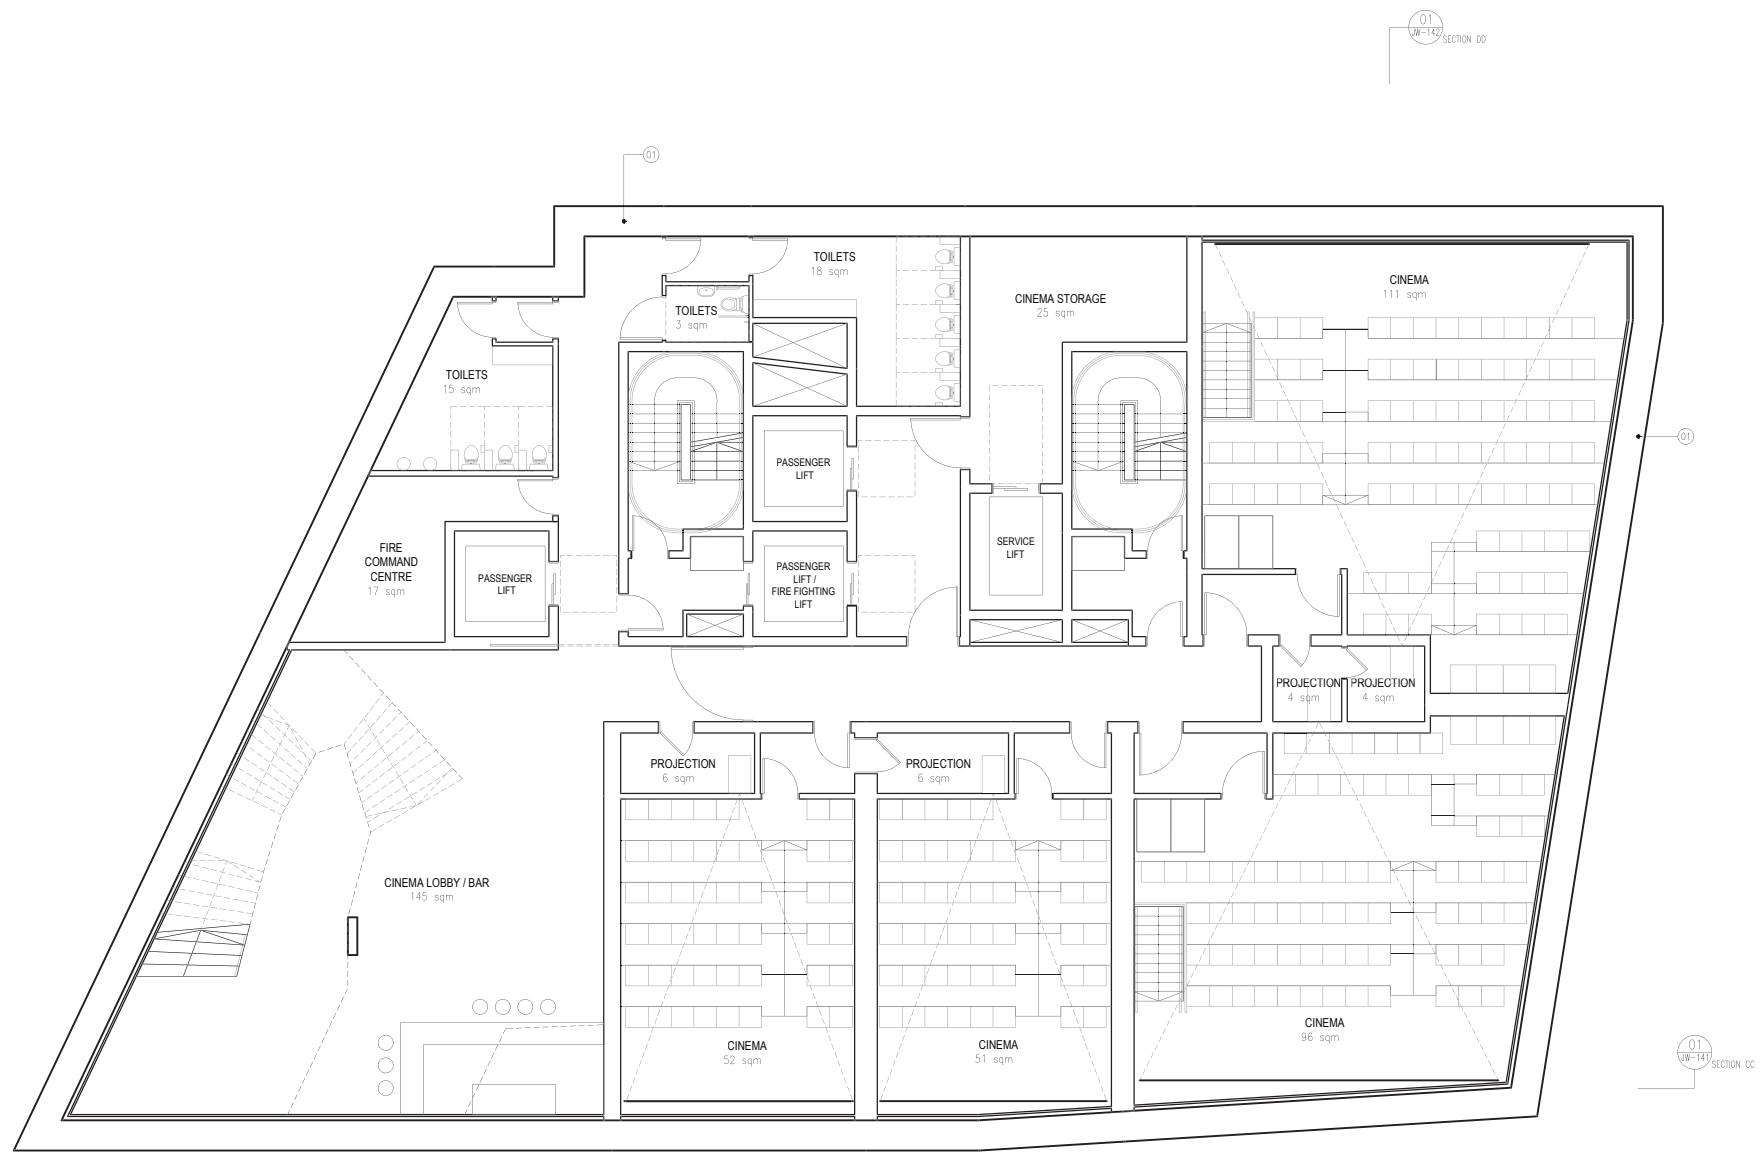 01
JW-142
SECTION DD
01
TOILETS
18 sqm
CINEMA
111 sqm
CINEMA STORAGE
25 sqm
TOILETS
3 sqm
TOILETS
15 sqm
01
PASSENGER
LIFT
FIRE
COMMAND
CENTRE
17 sqm
PASSENGER
LIFT
PASSENGER
LIFT /
FIRE FIGHTING
LIFT
SERVICE
LIFT
PROJECTION
4 sqm
PROJECTION
4 sqm
PROJECTION
6 sqm
PROJECTION
6 sqm
CINEMA LOBBY / BAR
145 sqm
CINEMA
52 sqm
CINEMA
51 sqm
CINEMA
96 sqm
01
JW-141
SECTION CC